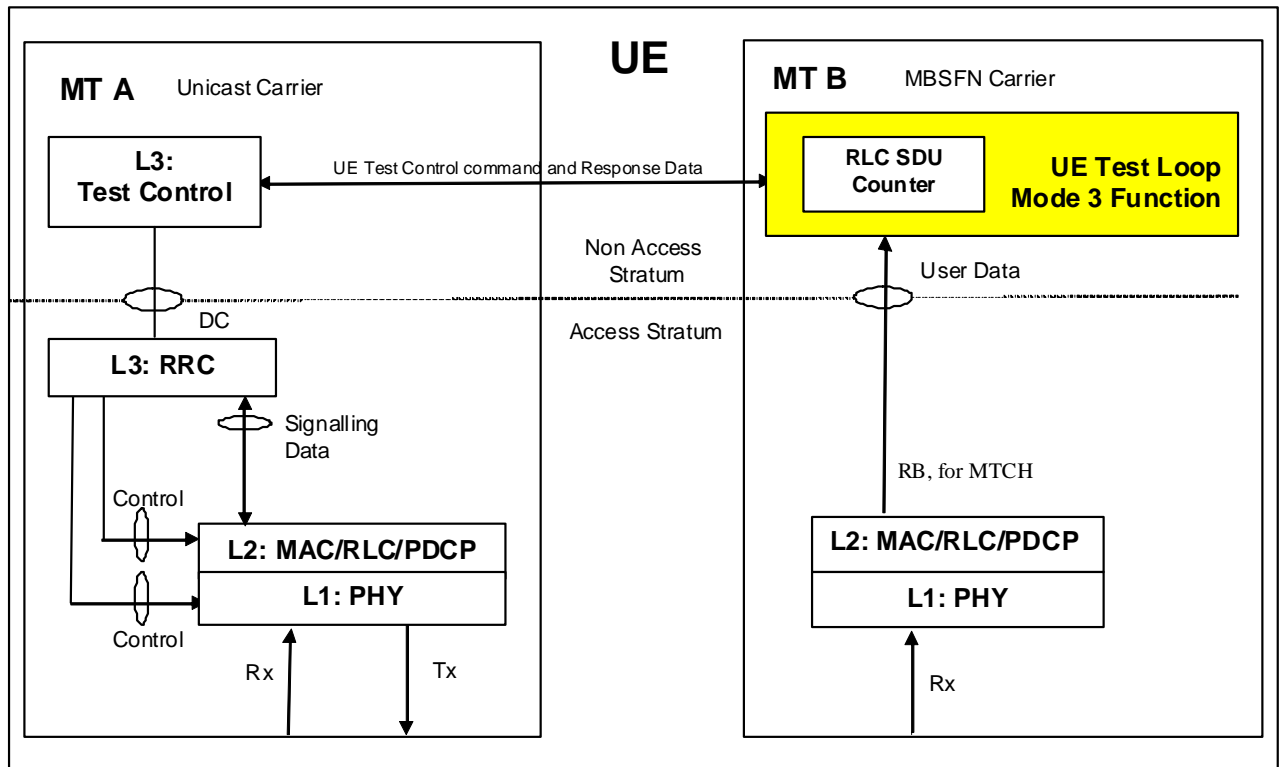 UE
MT A
Unicast Carrier
L3:
Test Control
UE Test Control command and Response Data
MT B
MBSFN Carrier
RLC SDU
Counter
UE Test Loop
Mode 3 Function
Non Access
Stratum
User Data
DC
Access Stratum
L3: RRC
Signalling
Data
Control
L2: MAC/RLC/PDCP
L1: PHY
Control
Rx
Tx
RB, for MTCH
L2: MAC/RLC/PDCP
L1: PHY
Rx